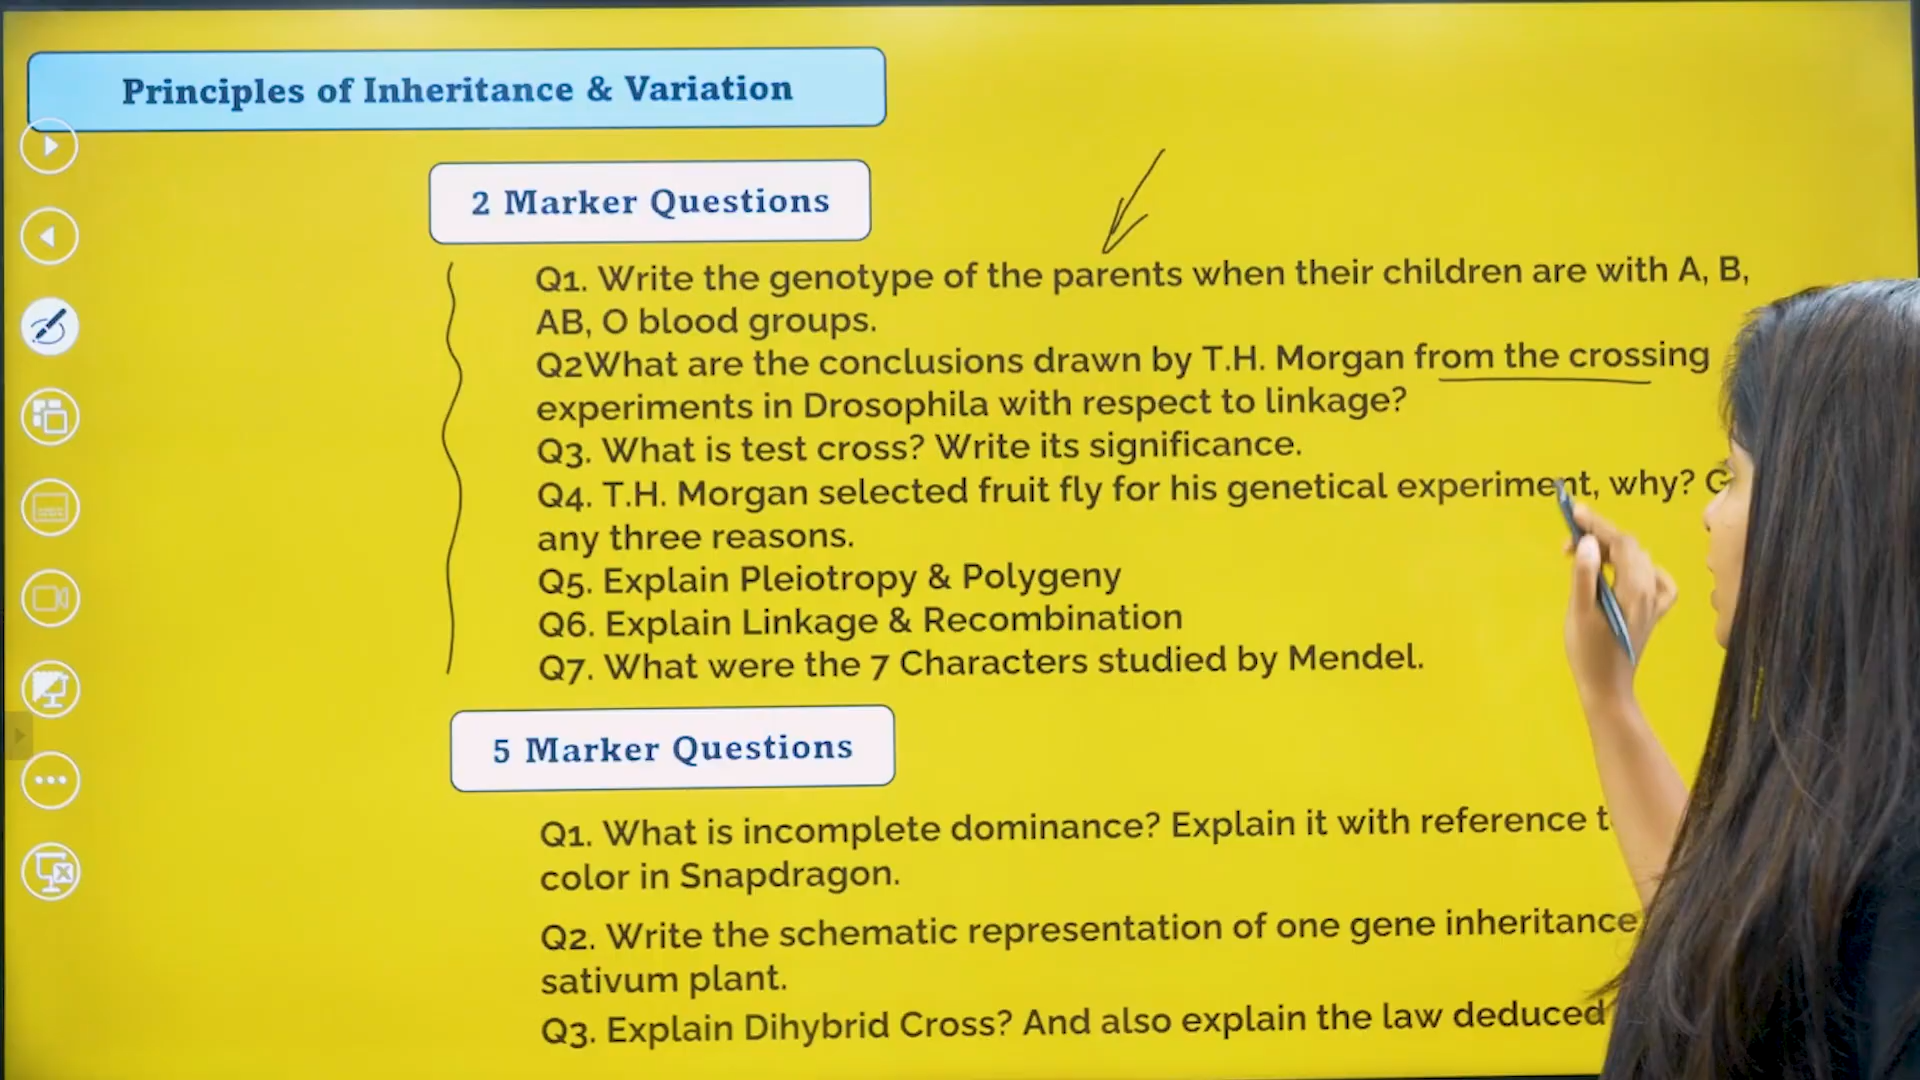 Principles of Inheritance & Variation
2 Marker Questions
Q1. Write the genotype of the parents when their children are with A, B,
AB, O blood groups.
Q2What are the conclusions drawn by T.H. Morgan from the crossing
experiments in Drosophila with respect to linkage?
Q3. What is test cross? Write its significance.
Q4. T.H. Morgan selected fruit fly for his genetical experiment, why?
any three reasons.
Q5. Explain Pleiotropy & Polygeny
Q6. Explain Linkage & Recombination
Q7. What were the 7 Characters studied by Mendel.
5 Marker Questions
Q1. What is incomplete dominance? Explain it with reference
color in Snapdragon.
Q2. Write the schematic representation of one gene inheritance
sativum plant.
Q3. Explain Dihybrid Cross? And also explain the law deduced